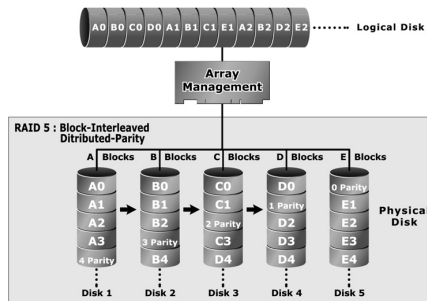 A0 B0 C0 D0 A1 B1 C1 E1 A2 B2 D2 E2 Logical Disk
Array
Management
RAID 5 : Block-Interleaved
Ditributed-Parity
A Blocks B Blocks C Blocks D Blocks E Blocks
A0 B0 C0 D0 0 Parity
A1 B1 C1 1 Parity E1
A2 B2 2 Parity D2 E2
A3 3 Parity C3 D3 E3
4 Parity B4 D4 D4 E4
Physical
Disk
Disk 1 Disk 2 Disk 3 Disk 4 Disk 5